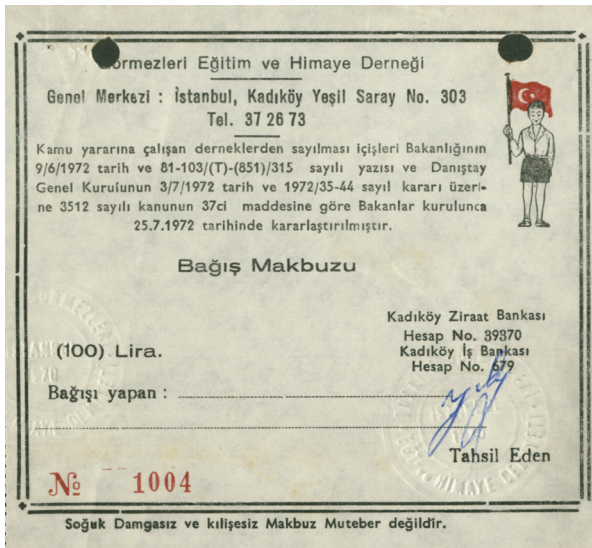 Görmezleri Eğitim ve Himaye Derneği
Genel Merkezi : İstanbul, Kadıköy Yeşil Saray No. 303
Tel. 37 26 73
Kamu yararına çalışan derneklerden sayılması içişleri Bakanlığının
9/6/1972 tarih ve 81-103/(T)-(851)/315 sayılı yazısı ve Danıştay
Genel Kurulunun 3/7/1972 tarih ve 1972/35-44 sayıl kararı üzeri-
ne 3512 sayılı kanunun 37ci maddesine göre Bakanlar kurulunca
25.7.1972 tarihinde kararlaştırılmıştır.
Bağış Makbuzu
Kadıköy Ziraat Bankası
Hesap No. 39370
Kadıköy İş Bankası
Hesap No. 679
(100) Lira.
Bağışı yapan :
Tahsil Eden
№ 1004
Soğuk Damgasız ve kılişesiz Makbuz Muteber değildir.